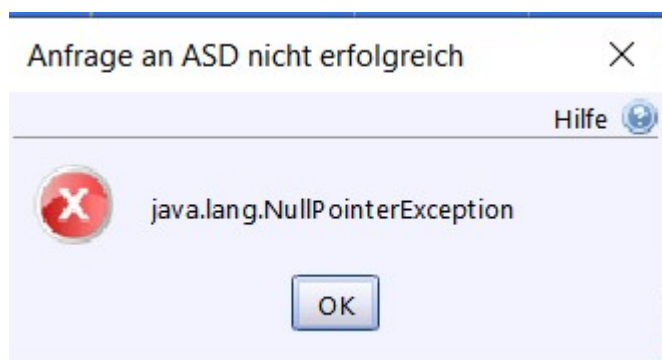 Anfrage an ASD nicht erfolgreich
Hilfe
java.lang.NullPointerException
OK